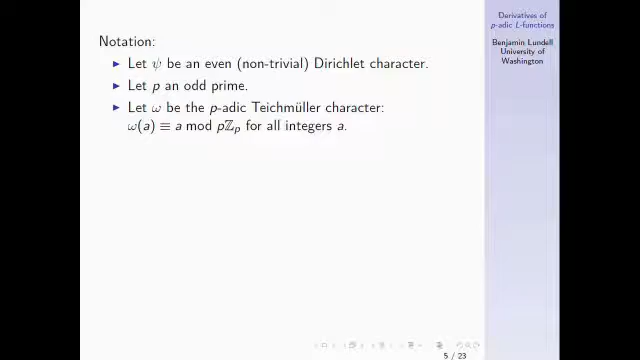 Notation:
▶ Let ψ be an even (non-trivial) Dirichlet character.
▶ Let p an odd prime.
▶ Let ω be the p-adic Teichmüller character:
ω(a) ≡ a mod pℤₚ for all integers a.
Derivatives of
p-adic L-functions
Benjamin Lundell
University of
Washington
5 / 23